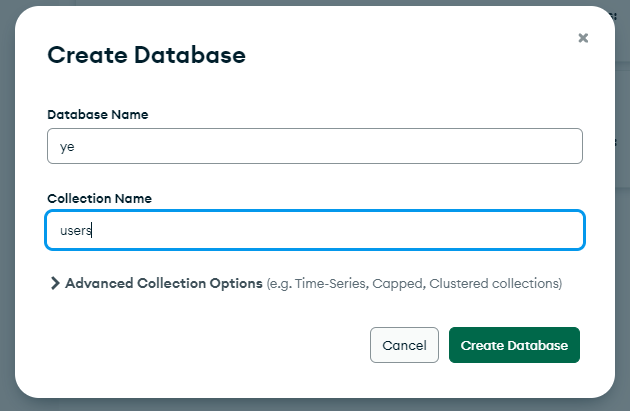 Create Database
Database Name
ye
Collection Name
users
Advanced Collection Options (e.g. Time-Series, Capped, Clustered collections)
Cancel Create Database